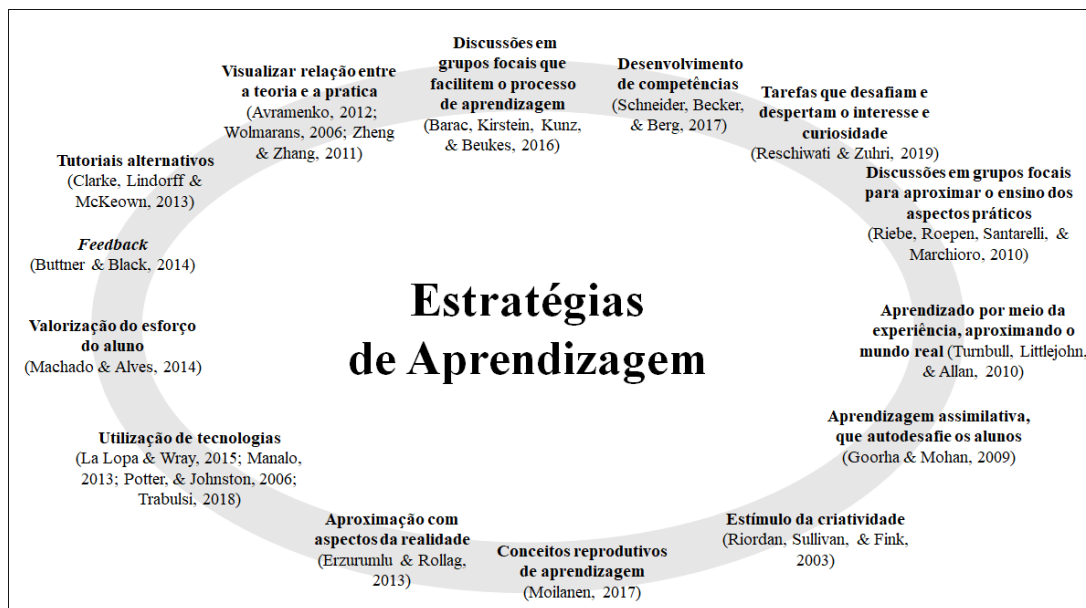 Discussões em
grupos focais que
facilitem o processo
de aprendizagem
(Barac, Kirstein, Kunz,
& Beukes, 2016)
Desenvolvimento
de competências
(Schneider, Becker,
& Berg, 2017)
Tarefas que desafiam e
despertam o interesse e
curiosidade
(Reschiwati & Zuhri, 2019)
Discussões em grupos focais
para aproximar o ensino dos
aspectos práticos
(Riebe, Roepen, Santarelli, &
Marchioro, 2010)
Aprendizado por meio da
experiência, aproximando o
mundo real (Turnbull, Littlejohn,
& Allan, 2010)
Aprendizagem assimilativa,
que autodesafie os alunos
(Goorha & Mohan, 2009)
Estímulo da criatividade
(Riordan, Sullivan, & Fink,
2003)
Conceitos reprodutivos
de aprendizagem
(Moilanen, 2017)
Aproximação com
aspectos da realidade
(Erzurumlu & Rollag,
2013)
Utilização de tecnologias
(La Lopa & Wray, 2015; Manalo,
2013; Potter, & Johnston, 2006;
Trabulsi, 2018)
Valorização do esforço
do aluno
(Machado & Alves, 2014)
Feedback
(Buttner & Black, 2014)
Tutoriais alternativos
(Clarke, Lindorff &
McKeown, 2013)
Visualizar relação entre
a teoria e a pratica
(Avramenko, 2012;
Wolmarans, 2006; Zheng
& Zhang, 2011)
Estratégias
de Aprendizagem